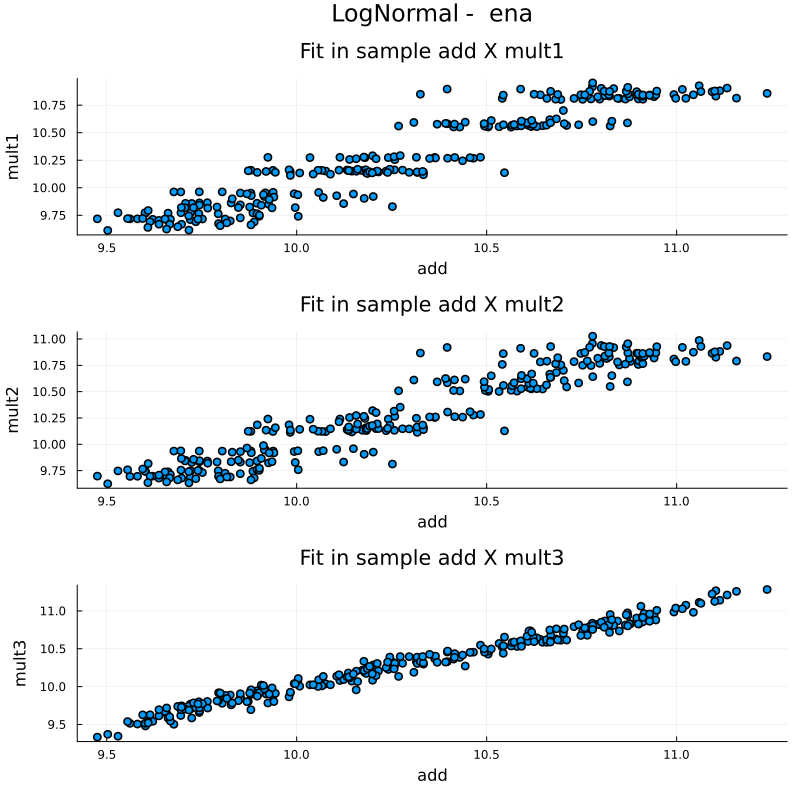 LogNormal -  ena
Fit in sample add X mult1
mult1
10.75
10.50
10.25
10.00
9.75
9.5 10.0 10.5 11.0
add
Fit in sample add X mult2
mult2
11.00
10.75
10.50
10.25
10.00
9.75
9.5 10.0 10.5 11.0
add
Fit in sample add X mult3
mult3
11.0
10.5
10.0
9.5
9.5 10.0 10.5 11.0
add